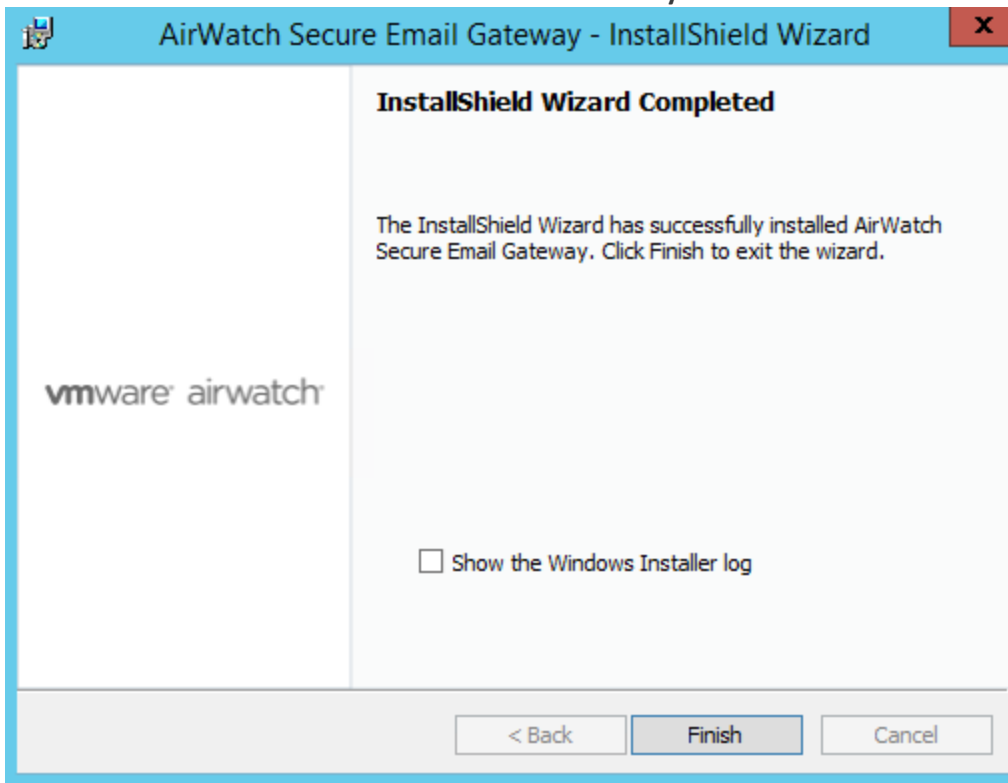 AirWatch Secure Email Gateway - InstallShield Wizard
x
InstallShield Wizard Completed
The InstallShield Wizard has successfully installed AirWatch
Secure Email Gateway. Click Finish to exit the wizard.
vmware airwatch
Show the Windows Installer log
< Back
Finish
Cancel